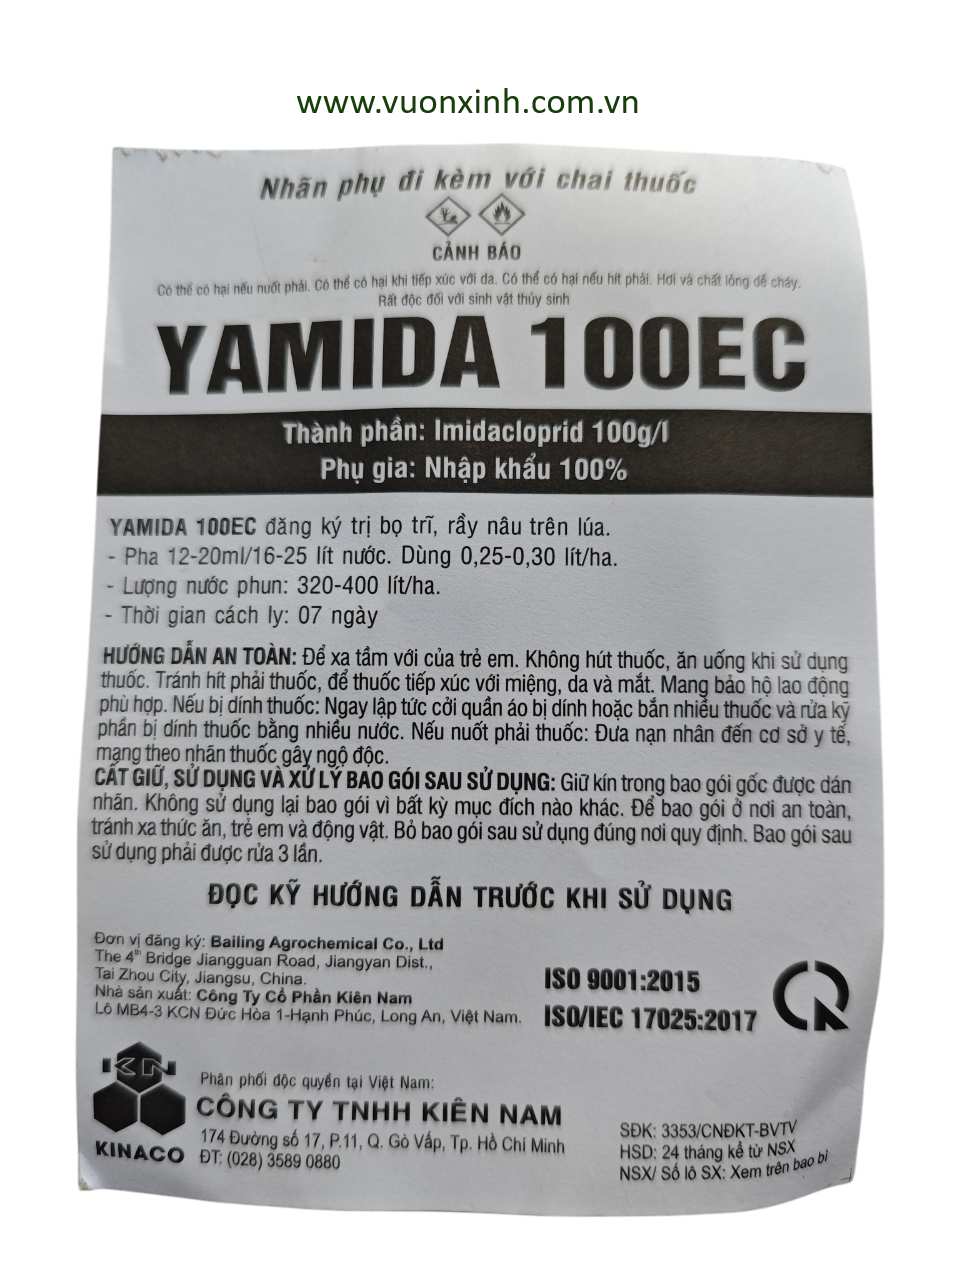 www.vuonxinh.com.vn
Nhãn phụ đi kèm với chai thuốc
CẢNH BÁO
Có thể có hại nếu nuốt phải. Có thể có hại khi tiếp xúc với da. Có thể có hại nếu hít phải. Hơi và chất lỏng dễ cháy.
Rất độc đối với sinh vật thủy sinh
YAMIDA 100EC
Thành phần: Imidacloprid 100g/l
Phụ gia: Nhập khẩu 100%
YAMIDA 100EC đăng ký trị bọ trĩ, rầy nâu trên lúa.
- Pha 12-20ml/16-25 lít nước. Dùng 0,25-0,30 lít/ha.
- Lượng nước phun: 320-400 lít/ha.
- Thời gian cách ly: 07 ngày
HƯỚNG DẪN AN TOÀN: Để xa tầm với của trẻ em. Không hút thuốc, ăn uống khi sử dụng
thuốc. Tránh hít phải thuốc, để thuốc tiếp xúc với miệng, da và mắt. Mang bảo hộ lao động
phù hợp. Nếu bị dính thuốc: Ngay lập tức cởi quần áo bị dính hoặc bắn nhiều thuốc và rửa kỹ
phần bị dính thuốc bằng nhiều nước. Nếu nuốt phải thuốc: Đưa nạn nhân đến cơ sở y tế,
mang theo nhãn thuốc gây ngộ độc.
CẤT GIỮ, SỬ DỤNG VÀ XỬ LÝ BAO GÓI SAU SỬ DỤNG: Giữ kín trong bao gói gốc được dán
nhãn. Không sử dụng lại bao gói vì bất kỳ mục đích nào khác. Để bao gói ở nơi an toàn,
tránh xa thức ăn, trẻ em và động vật. Bỏ bao gói sau sử dụng đúng nơi quy định. Bao gói sau
sử dụng phải được rửa 3 lần.
ĐỌC KỸ HƯỚNG DẪN TRƯỚC KHI SỬ DỤNG
Đơn vị đăng ký: Bailing Agrochemical Co., Ltd
The 4th Bridge Jiangguan Road, Jiangyan Dist.,
Tai Zhou City, Jiangsu, China.
Nhà sản xuất: Công Ty Cổ Phần Kiên Nam
Lô MB4-3 KCN Đức Hòa 1-Hạnh Phúc, Long An, Việt Nam.
ISO 9001:2015
ISO/IEC 17025:2017
KN
KINACO
Phân phối độc quyền tại Việt Nam:
CÔNG TY TNHH KIÊN NAM
174 Đường số 17, P.11, Q. Gò Vấp, Tp. Hồ Chí Minh
ĐT: (028) 3589 0880
SĐK: 3353/CNĐKT-BVTV
HSD: 24 tháng kể từ NSX
NSX/ Số lô SX: Xem trên bao bì